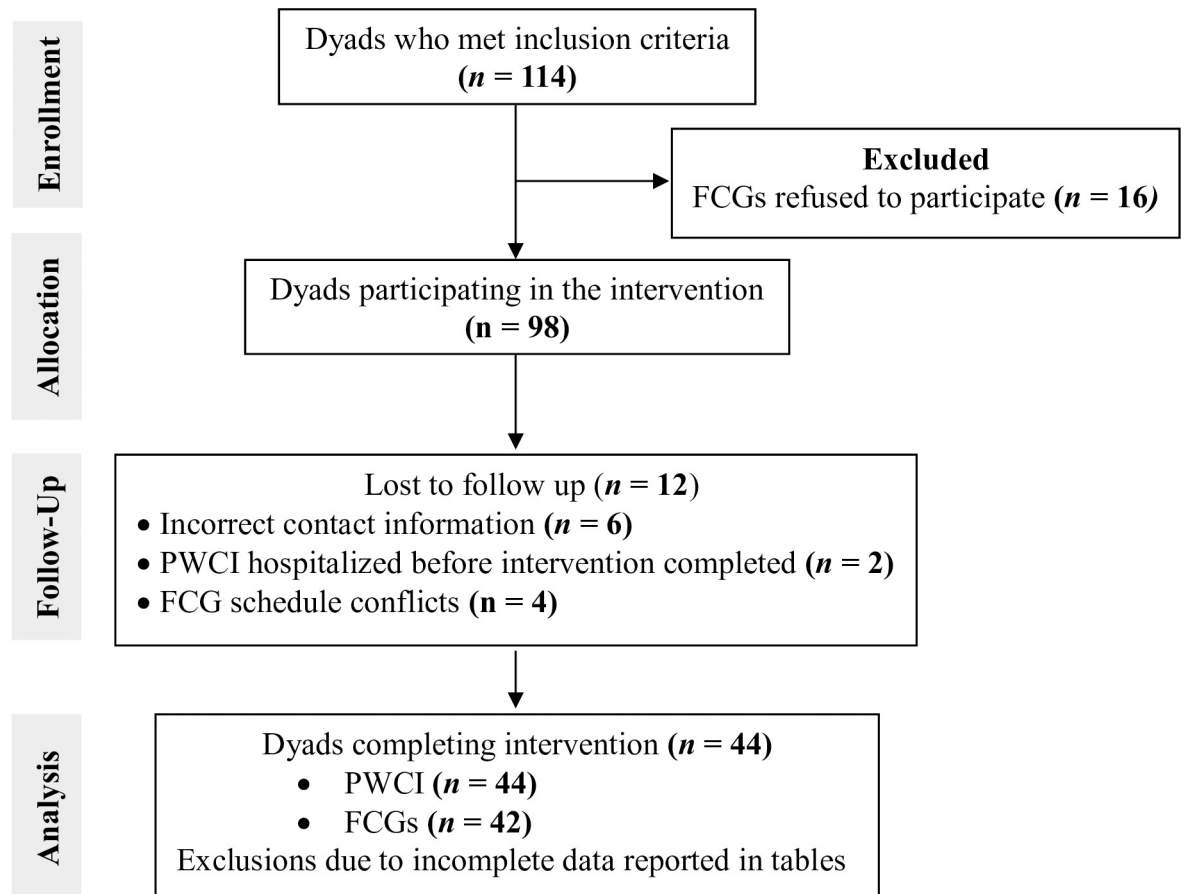 Enrollment
Dyads who met inclusion criteria
(n = 114)
Excluded
FCGs refused to participate (n = 16)
Allocation
Dyads participating in the intervention
(n = 98)
Follow-Up
Lost to follow up (n = 12)
• Incorrect contact information (n = 6)
• PWCI hospitalized before intervention completed (n = 2)
• FCG schedule conflicts (n = 4)
Analysis
Dyads completing intervention (n = 44)
• PWCI (n = 44)
• FCGs (n = 42)
Exclusions due to incomplete data reported in tables